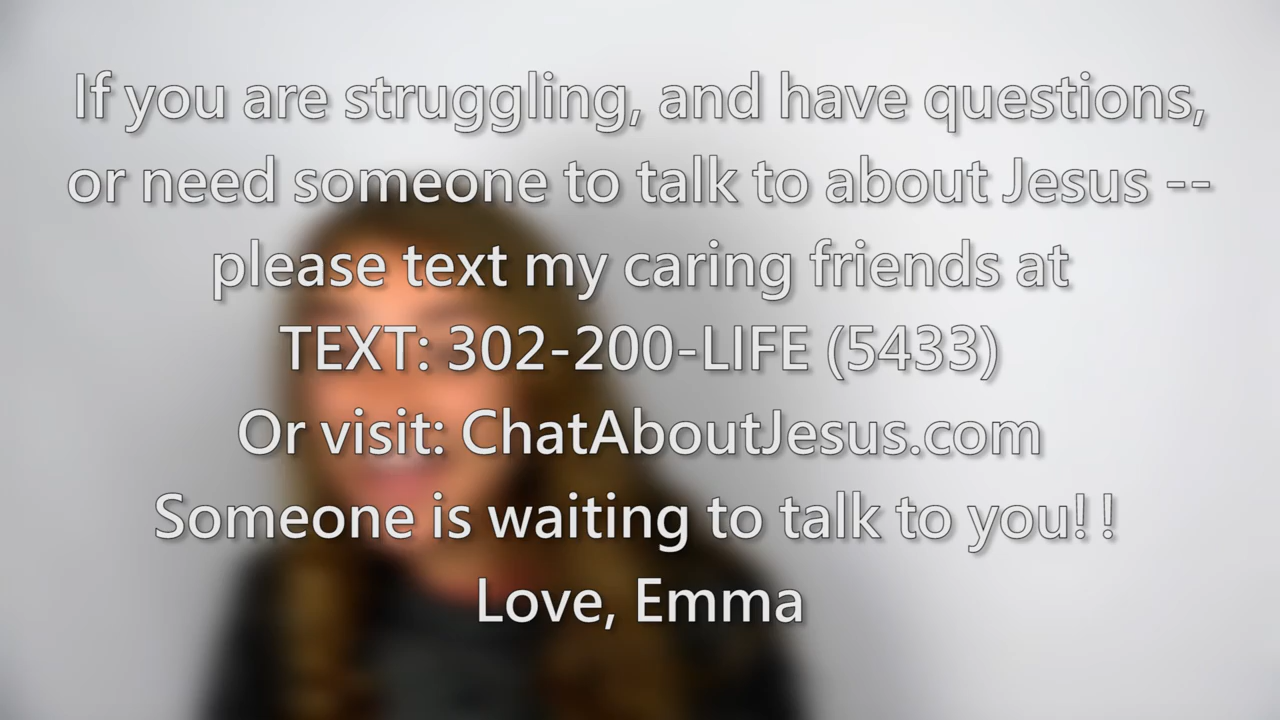 If you are struggling, and have questions,
or need someone to talk to about Jesus --
please text my caring friends at
TEXT: 302-200-LIFE (5433)
Or visit: ChatAboutJesus.com
Someone is waiting to talk to you!!
Love, Emma